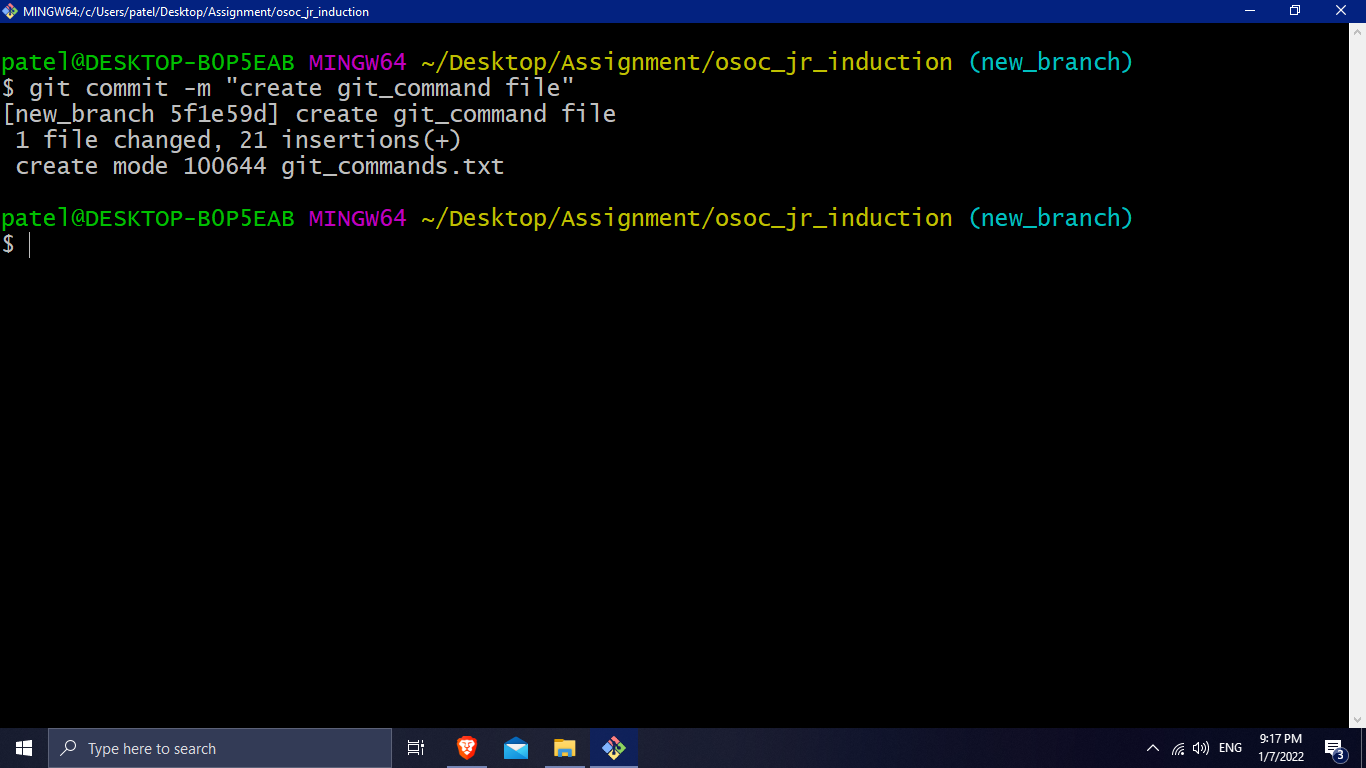 MINGW64:/c/Users/patel/Desktop/Assignment/osoc_jr_induction
patel@DESKTOP-B0P5EAB MINGW64 ~/Desktop/Assignment/osoc_jr_induction (new_branch)
$ git commit -m "create git_command file"
[new_branch 5f1e59d] create git_command file
 1 file changed, 21 insertions(+)
 create mode 100644 git_commands.txt
patel@DESKTOP-B0P5EAB MINGW64 ~/Desktop/Assignment/osoc_jr_induction (new_branch)
$
Type here to search
ENG
9:17 PM
1/7/2022
3